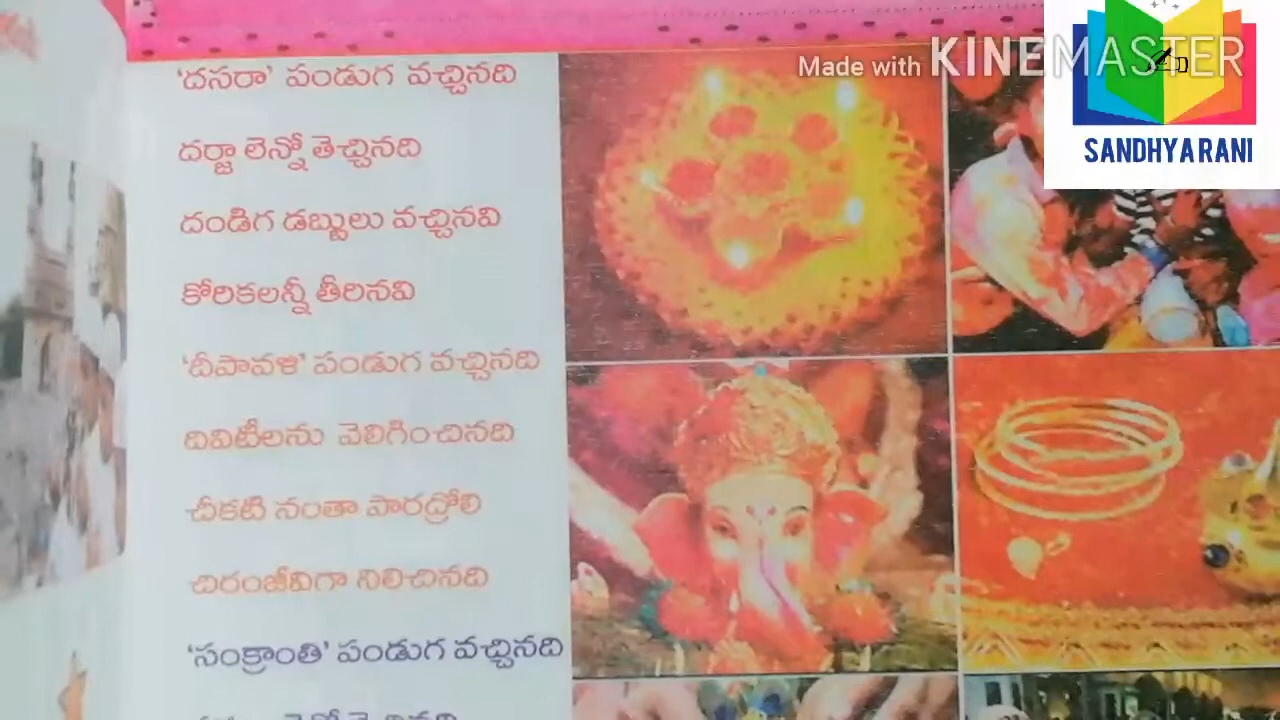 'దసరా' పండుగ వచ్చినది
దర్జా లెన్నో తెచ్చినది
దండిగ డబ్బులు వచ్చినవి
కోరికలన్నీ తీరినవి
'దీపావళి' పండుగ వచ్చినది
దివిటీలను వెలిగించినది
చీకటి నంతా పారద్రోలి
చిరంజీవిగా నిలిచినది
'సంక్రాంతి' పండుగ వచ్చినది
Made with KINEMASTER
SANDHYA RANI